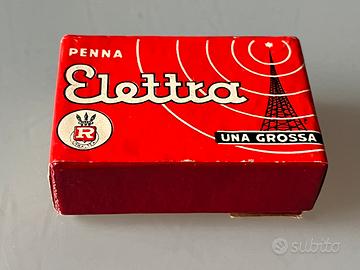 PENNA
Elettra
R
UNA GROSSA
subito